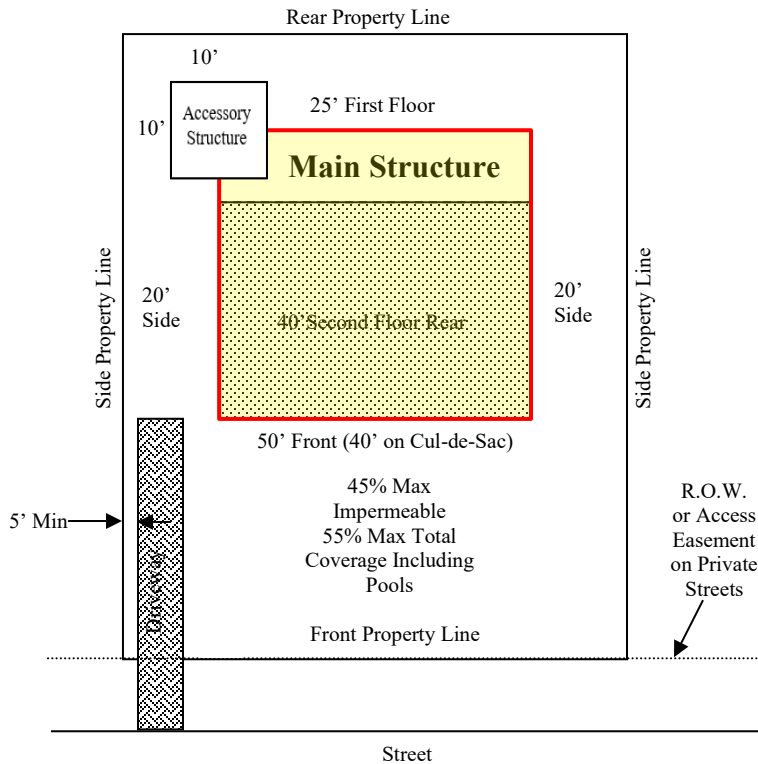 Rear Property Line
10’
Accessory
Structure
10’
25’ First Floor
Main Structure
Side Property Line
20’
Side
40’Second Floor Rear
20’
Side
Side Property Line
50’ Front (40’ on Cul-de-Sac)
45% Max
Impermeable
55% Max Total
Coverage Including
Pools
5’ Min
Driveway
R.O.W.
or Access
Easement
on Private
Streets
Front Property Line
Street